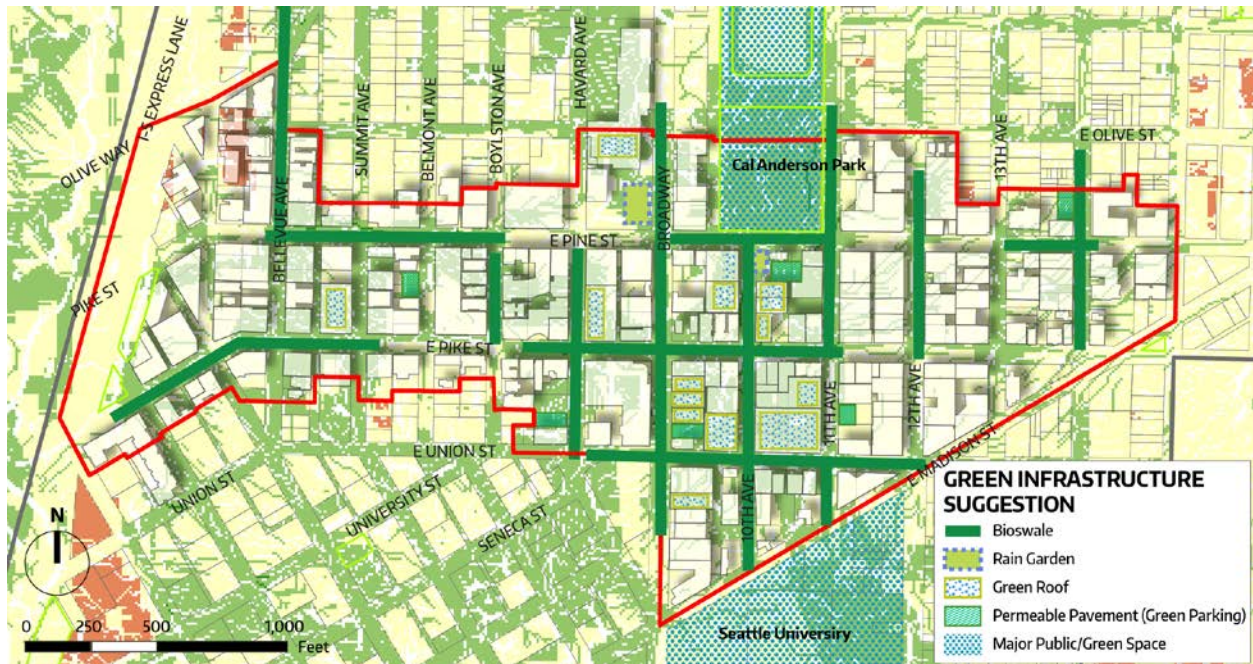 I-5 EXPRESS LANE
OLIVE WAY
SUMMIT AVE
BELMONT AVE
BOYLSTON AVE
HAVARD AVE
BROADWAY
Cal Anderson Park
13TH AVE
E OLIVE ST
BELLEVUE AVE
E PINE ST
PIKE ST
E PIKE ST
11TH AVE
12TH AVE
E UNION ST
E MADISON ST
UNION ST
UNIVERSITY ST
SENECA ST
10TH AVE
Seattle Universiry
N
0 250 500 1,000
Feet
GREEN INFRASTRUCTURE
SUGGESTION
Bioswale
Rain Garden
Green Roof
Permeable Pavement (Green Parking)
Major Public/Green Space